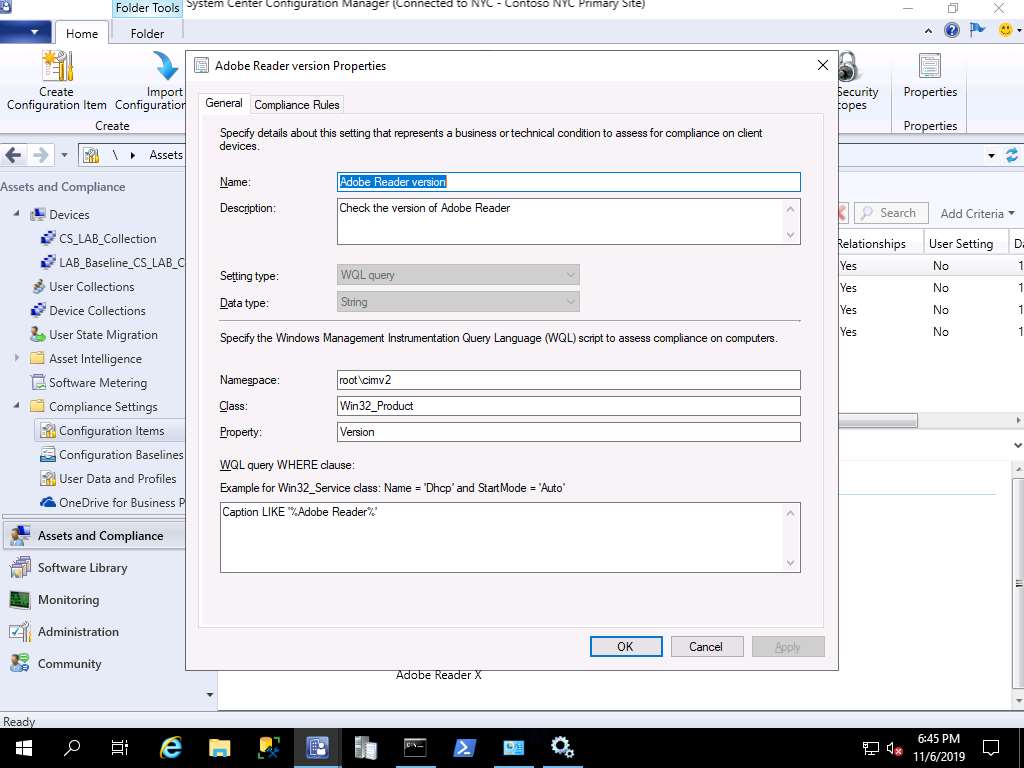 System Center Configuration Manager (Connected to NYC - Contoso NYC Primary Site)
Folder Tools
Home
Folder
Create
Configuration Item
Import
Configuration
Create
Security
Scopes
Properties
Properties
\ Assets
Assets and Compliance
Devices
CS_LAB_Collection
LAB_Baseline_CS_LAB_C
User Collections
Device Collections
User State Migration
Asset Intelligence
Software Metering
Compliance Settings
Configuration Items
Configuration Baselines
User Data and Profiles
OneDrive for Business P
Assets and Compliance
Software Library
Monitoring
Administration
Community
Ready
Adobe Reader version Properties
General
Compliance Rules
Specify details about this setting that represents a business or technical condition to assess for compliance on client
devices.
Name: Adobe Reader version
Description: Check the version of Adobe Reader
Setting type: WQL query
Data type: String
Specify the Windows Management Instrumentation Query Language (WQL) script to assess compliance on computers.
Namespace: root\cimv2
Class: Win32_Product
Property: Version
WQL query WHERE clause:
Example for Win32_Service class: Name = 'Dhcp' and StartMode = 'Auto'
Caption LIKE '%Adobe Reader%'
OK
Cancel
Apply
Search
Add Criteria
Relationships User Setting Da
Yes No 1
Yes No 1
Yes No 1
Yes No 1
Adobe Reader X
6:45 PM
11/6/2019